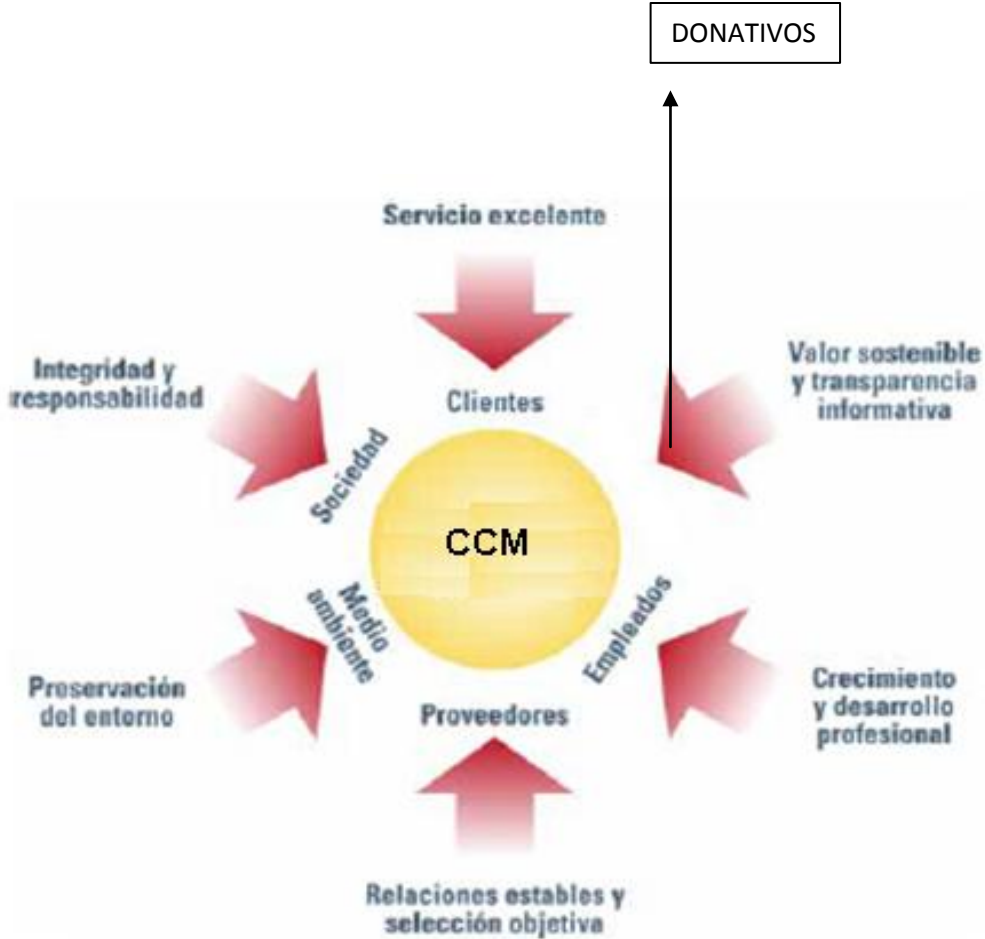 DONATIVOS
Servicio excelente
Integridad y
responsabilidad
Valor sostenible
y transparencia
informativa
Clientes
Sociedad
CCM
Medio
ambiente
Empleados
Proveedores
Preservación
del entorno
Crecimiento
y desarrollo
profesional
Relaciones estables y
selección objetiva